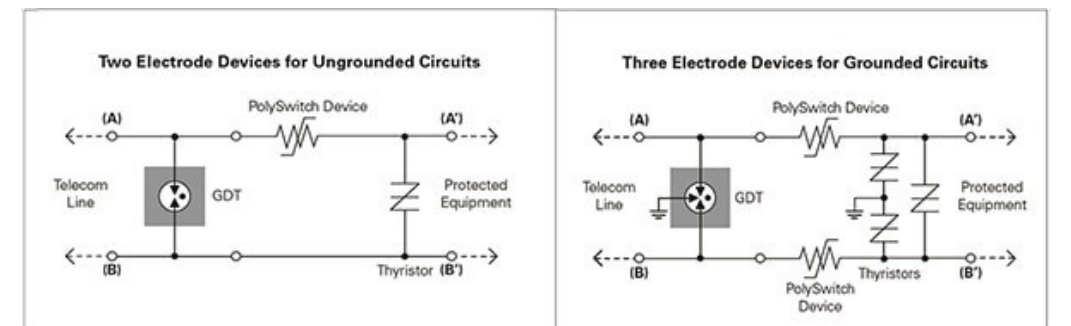 Two Electrode Devices for Ungrounded Circuits
PolySwitch Device
(A)
(A')
Telecom
Line
GDT
Protected
Equipment
(B)
Thyristor (B')
Three Electrode Devices for Grounded Circuits
PolySwitch Device
(A)
(A')
Telecom
Line
GDT
Protected
Equipment
(B)
PolySwitch
Device
Thyristors
(B')